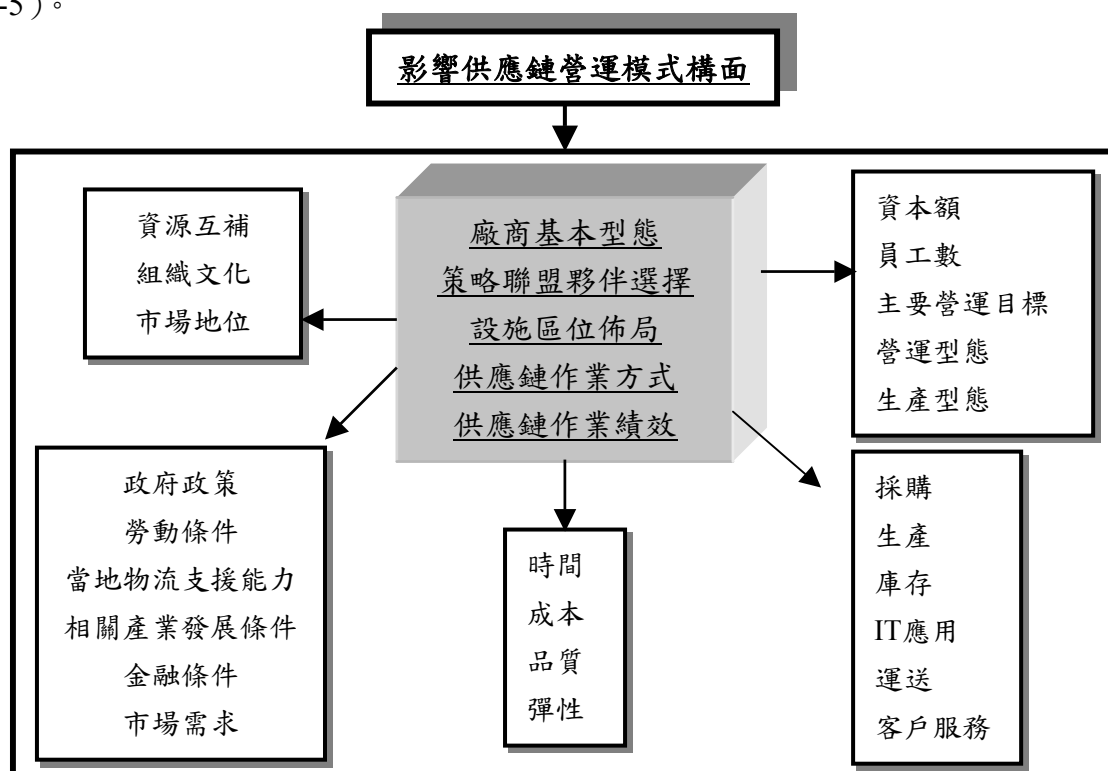 -5)。
影響供應鏈營運模式構面
資源互補
組織文化
市場地位
廠商基本型態
策略聯盟夥伴選擇
設施區位佈局
供應鏈作業方式
供應鏈作業績效
資本額
員工數
主要營運目標
營運型態
生產型態
政府政策
勞動條件
當地物流支援能力
相關產業發展條件
金融條件
市場需求
時間
成本
品質
彈性
採購
生產
庫存
IT應用
運送
客戶服務